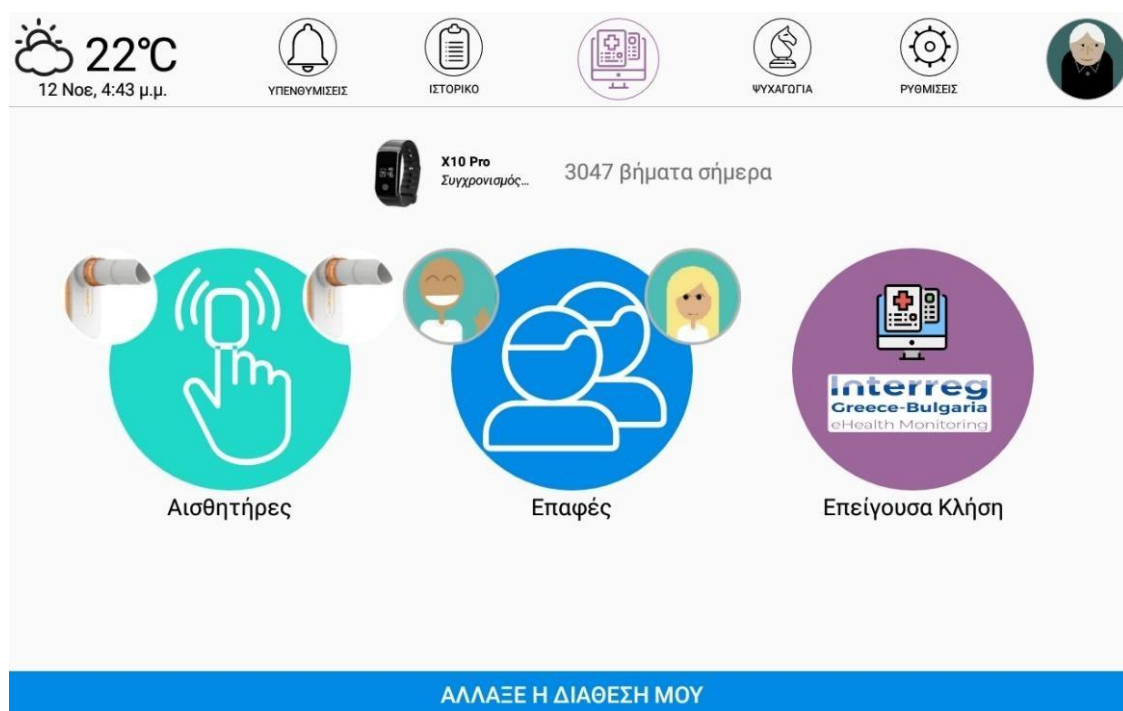 22°C
12 Νοε, 4:43 μ.μ.
ΥΠΕΝΘΥΜΙΣΕΙΣ
ΙΣΤΟΡΙΚΟ
ΨΥΧΑΓΩΓΙΑ
ΡΥΘΜΙΣΕΙΣ
X10 Pro
Συγχρονισμός...
3047 βήματα σήμερα
Interreg
Greece-Bulgaria
eHealth Monitoring
Αισθητήρες
Επαφές
Επείγουσα Κλήση
ΑΛΛΑΞΕ Η ΔΙΑΘΕΣΗ ΜΟΥ